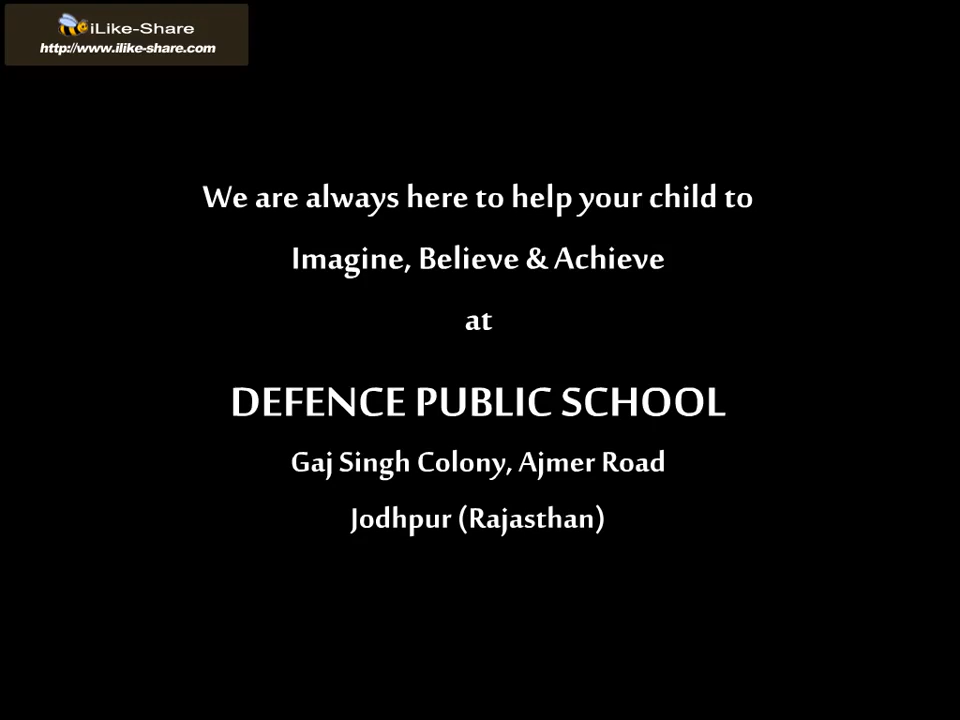 iLike-Share
http://www.ilike-share.com
We are always here to help your child to
Imagine, Believe & Achieve
at
DEFENCE PUBLIC SCHOOL
Gaj Singh Colony, Ajmer Road
Jodhpur (Rajasthan)